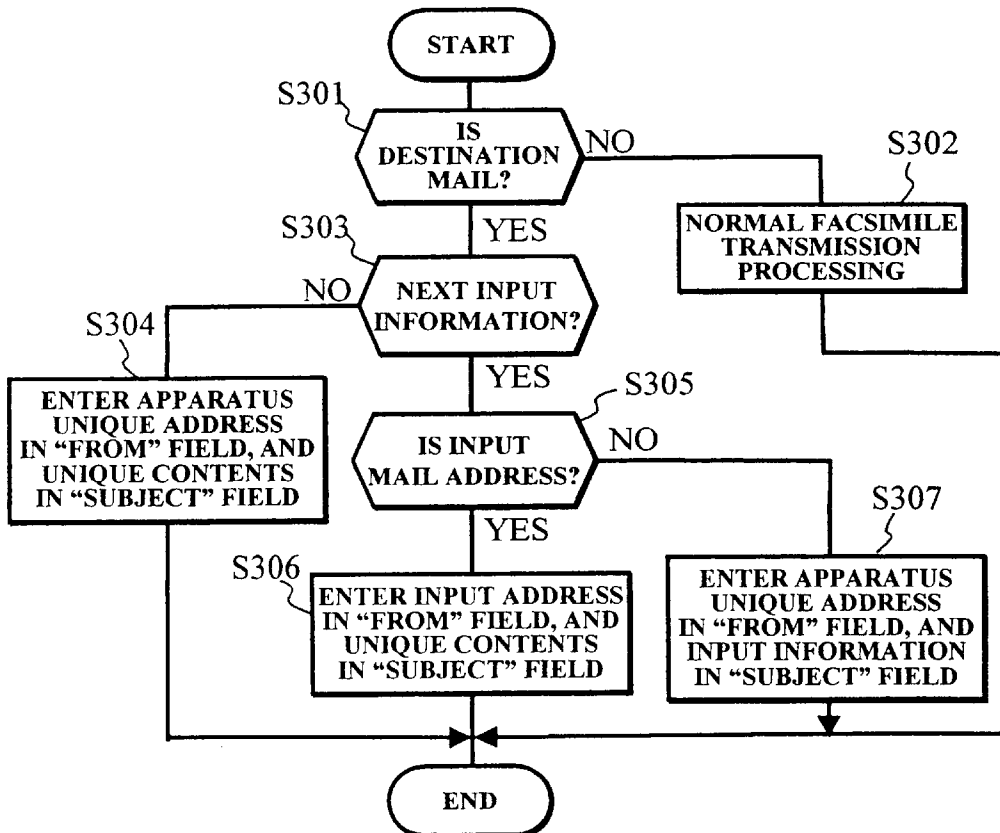 START
S301
IS
DESTINATION
MAIL?
NO
S302
NORMAL FACSIMILE
TRANSMISSION
PROCESSING
YES
S303
NEXT INPUT
INFORMATION?
NO
S304
ENTER APPARATUS
UNIQUE ADDRESS
IN “FROM” FIELD, AND
UNIQUE CONTENTS
IN “SUBJECT” FIELD
YES
S305
IS INPUT
MAIL ADDRESS?
NO
YES
S306
ENTER INPUT ADDRESS
IN “FROM” FIELD, AND
UNIQUE CONTENTS
IN “SUBJECT” FIELD
S307
ENTER APPARATUS
UNIQUE ADDRESS
IN “FROM” FIELD, AND
INPUT INFORMATION
IN “SUBJECT” FIELD
END